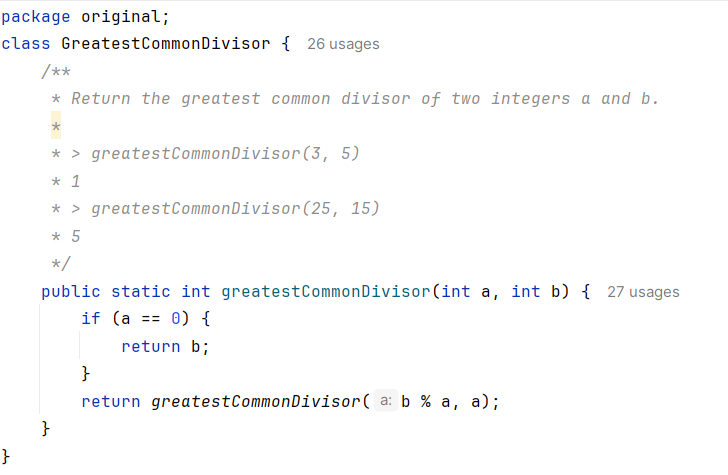 package original;
class GreatestCommonDivisor { 26 usages
/**
* Return the greatest common divisor of two integers a and b.
*
* > greatestCommonDivisor(3, 5)
* 1
* > greatestCommonDivisor(25, 15)
* 5
*/
public static int greatestCommonDivisor(int a, int b) { 27 usages
if (a == 0) {
return b;
}
return greatestCommonDivisor( a: b % a, a);
}
}